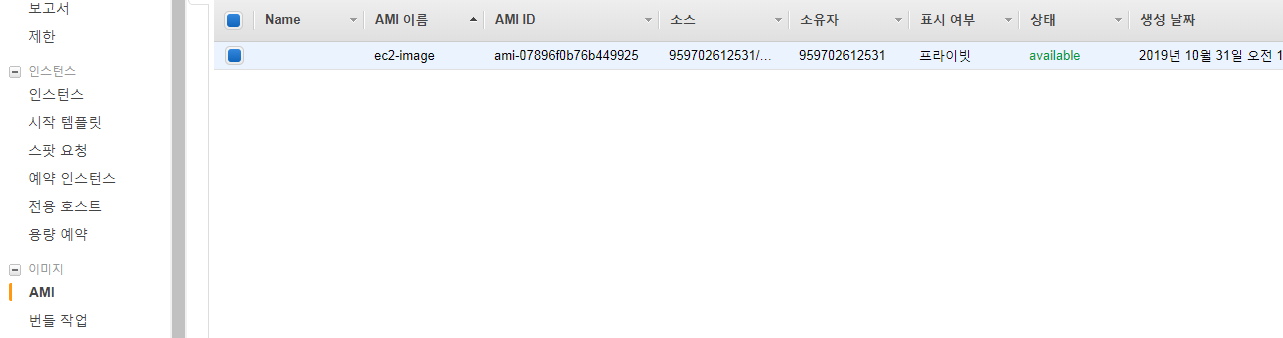 보고서
제한
인스턴스
인스턴스
시작 템플릿
스팟 요청
예약 인스턴스
전용 호스트
용량 예약
이미지
AMI
번들 작업
Name AMI 이름 AMI ID 소스 소유자 표시 여부 상태 생성 날짜
ec2-image ami-07896f0b76b449925 959702612531/... 959702612531 프라이빗 available 2019년 10월 31일 오전 1